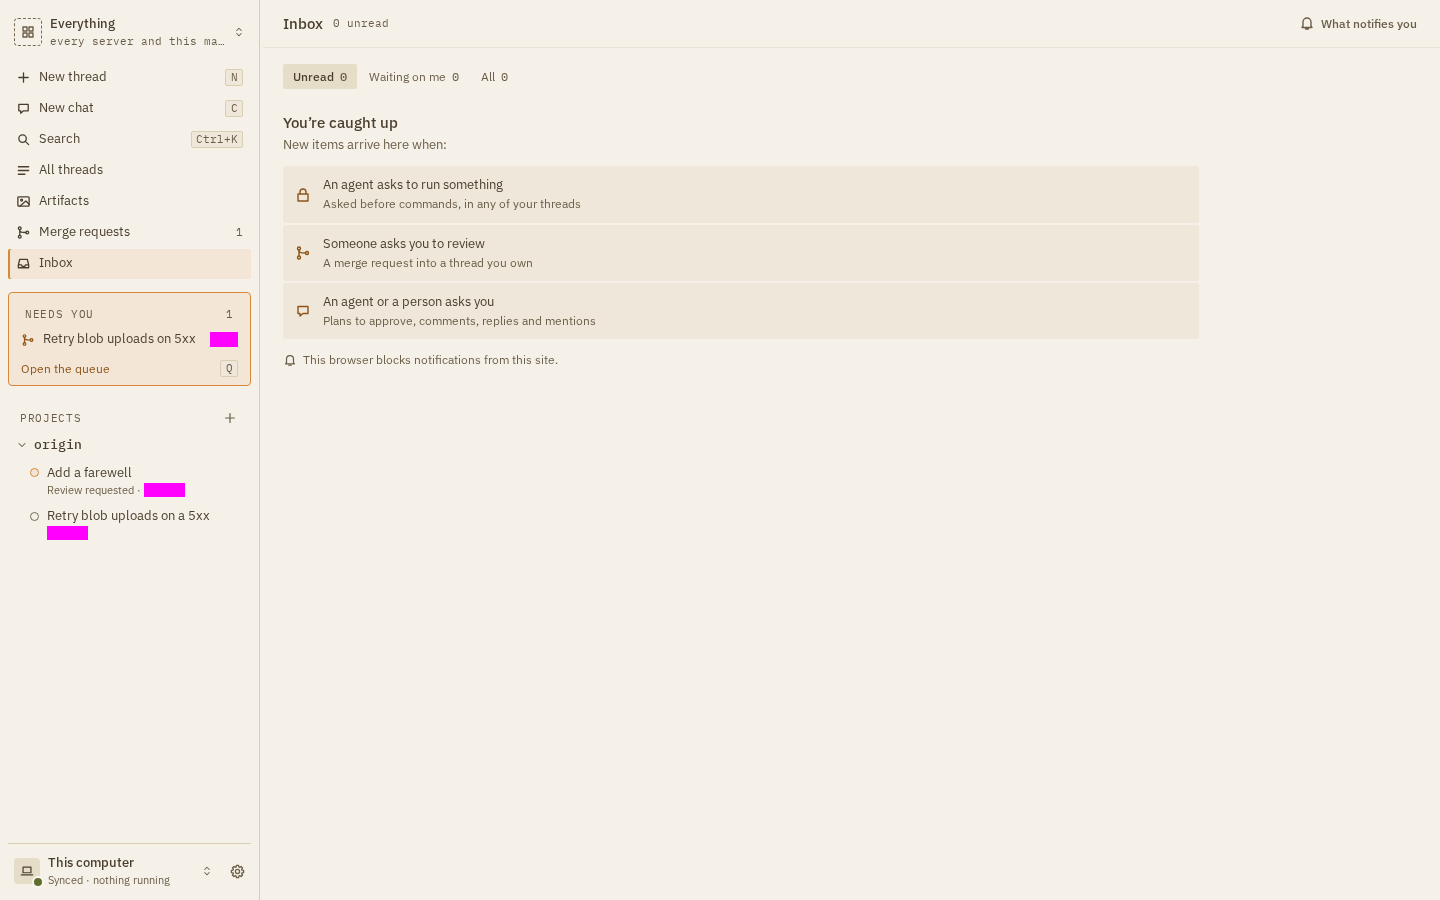 Everything
every server and this ma…
New thread N
New chat C
Search Ctrl+K
All threads
Artifacts
Merge requests 1
Inbox
NEEDS YOU 1
Retry blob uploads on 5xx
Open the queue Q
PROJECTS
origin
Add a farewell
Review requested ·
Retry blob uploads on a 5xx
This computer
Synced · nothing running
Inbox 0 unread
What notifies you
Unread 0 Waiting on me 0 All 0
You’re caught up
New items arrive here when:
An agent asks to run something
Asked before commands, in any of your threads
Someone asks you to review
A merge request into a thread you own
An agent or a person asks you
Plans to approve, comments, replies and mentions
This browser blocks notifications from this site.